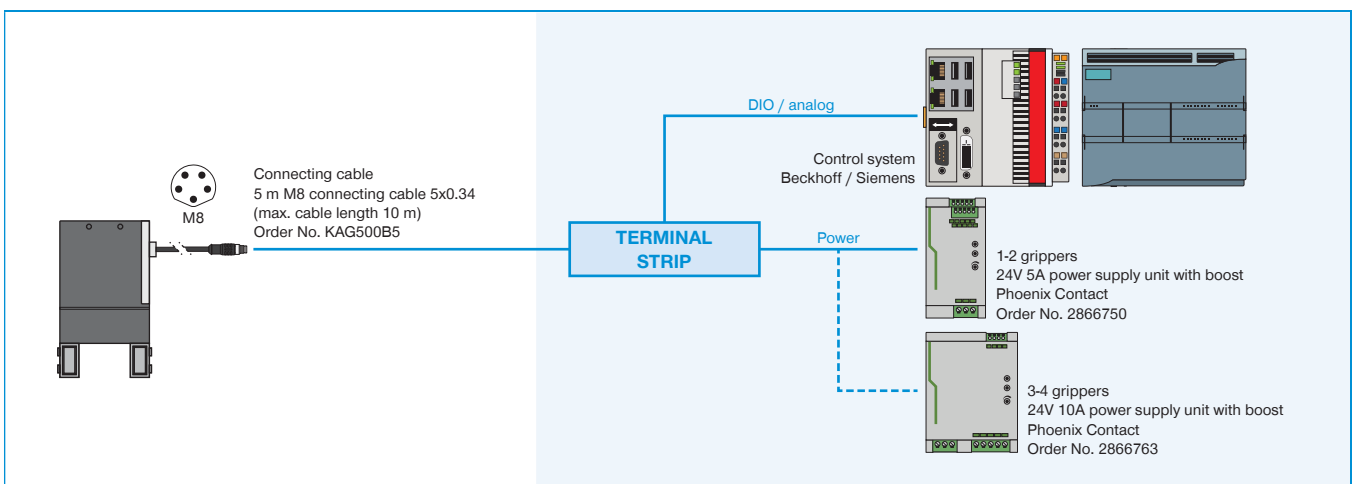 M8
Connecting cable
5 m M8 connecting cable 5x0.34
(max. cable length 10 m)
Order No. KAG500B5
TERMINAL
STRIP
DIO / analog
Control system
Beckhoff / Siemens
Power
1-2 grippers
24V 5A power supply unit with boost
Phoenix Contact
Order No. 2866750
3-4 grippers
24V 10A power supply unit with boost
Phoenix Contact
Order No. 2866763